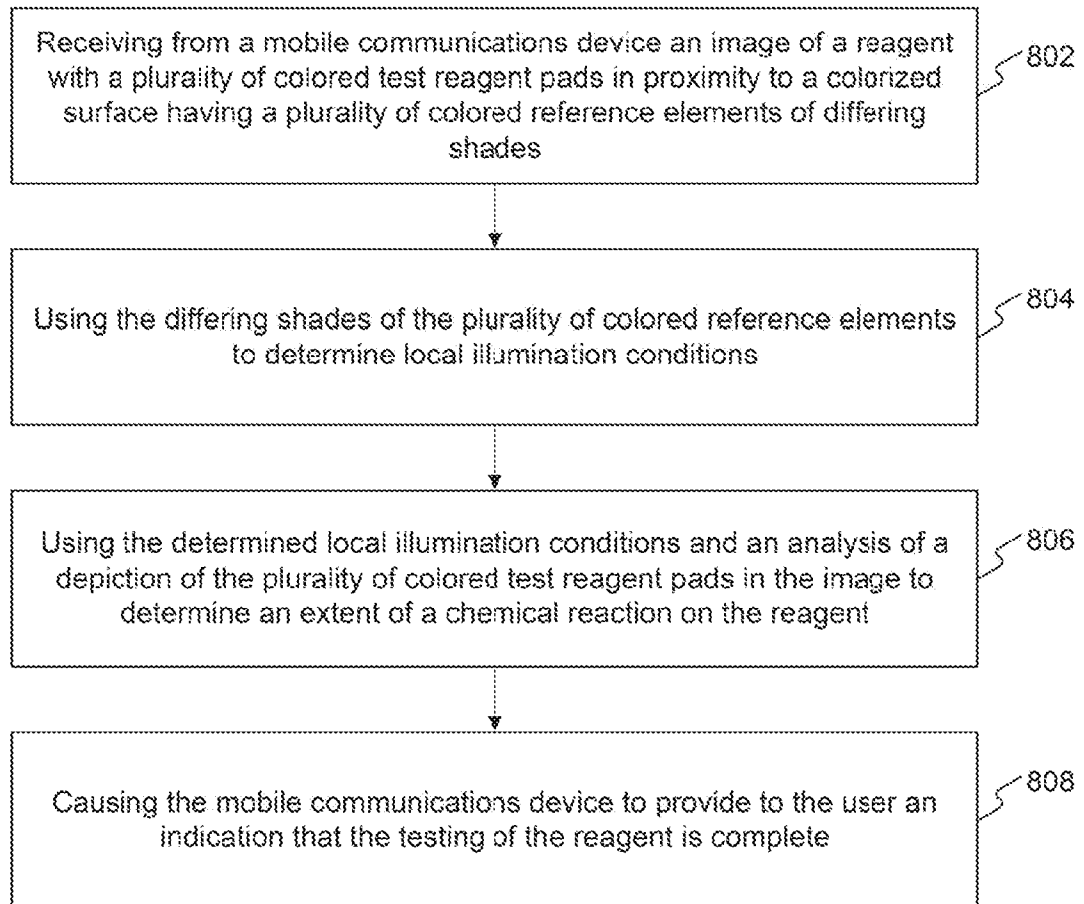 Receiving from a mobile communications device an image of a reagent
with a plurality of colored test reagent pads in proximity to a colorized
surface having a plurality of colored reference elements of differing
shades
802
Using the differing shades of the plurality of colored reference elements
to determine local illumination conditions
804
Using the determined local illumination conditions and an analysis of a
depiction of the plurality of colored test reagent pads in the image to
determine an extent of a chemical reaction on the reagent
806
Causing the mobile communications device to provide to the user an
indication that the testing of the reagent is complete
808